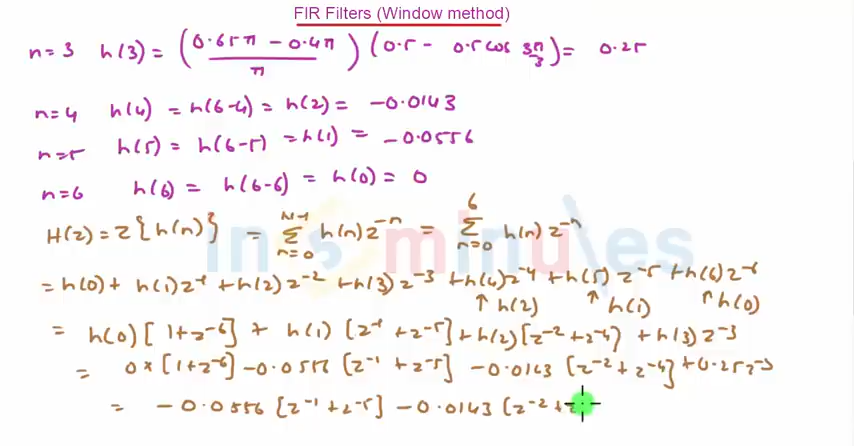 FIR Filters (Window method)
n=3 h(3) = (0.65π - 0.4π / π) (0.5 - 0.5 cos 3π/3) = 0.25
n=4 h(4) = h(6-4) = h(2) = -0.0143
n=5 h(5) = h(6-5) = h(1) = -0.0556
n=6 h(6) = h(6-6) = h(0) = 0
H(z) = Z{h(n)} = Σ_{n=0}^{N-1} h(n) z^{-n} = Σ_{n=0}^{6} h(n) z^{-n}
= h(0) + h(1)z^{-1} + h(2)z^{-2} + h(3)z^{-3} + h(4)z^{-4} + h(5)z^{-5} + h(6)z^{-6}
↑ h(2) ↑ h(1) ↑ h(0)
= h(0)[1+z^{-6}] + h(1)[z^{-1}+z^{-5}] + h(2)[z^{-2}+z^{-4}] + h(3)z^{-3}
= 0×[1+z^{-6}] - 0.0556[z^{-1}+z^{-5}] - 0.0143[z^{-2}+z^{-4}] + 0.25z^{-3}
= -0.0556[z^{-1}+z^{-5}] - 0.0143[z^{-2}+z